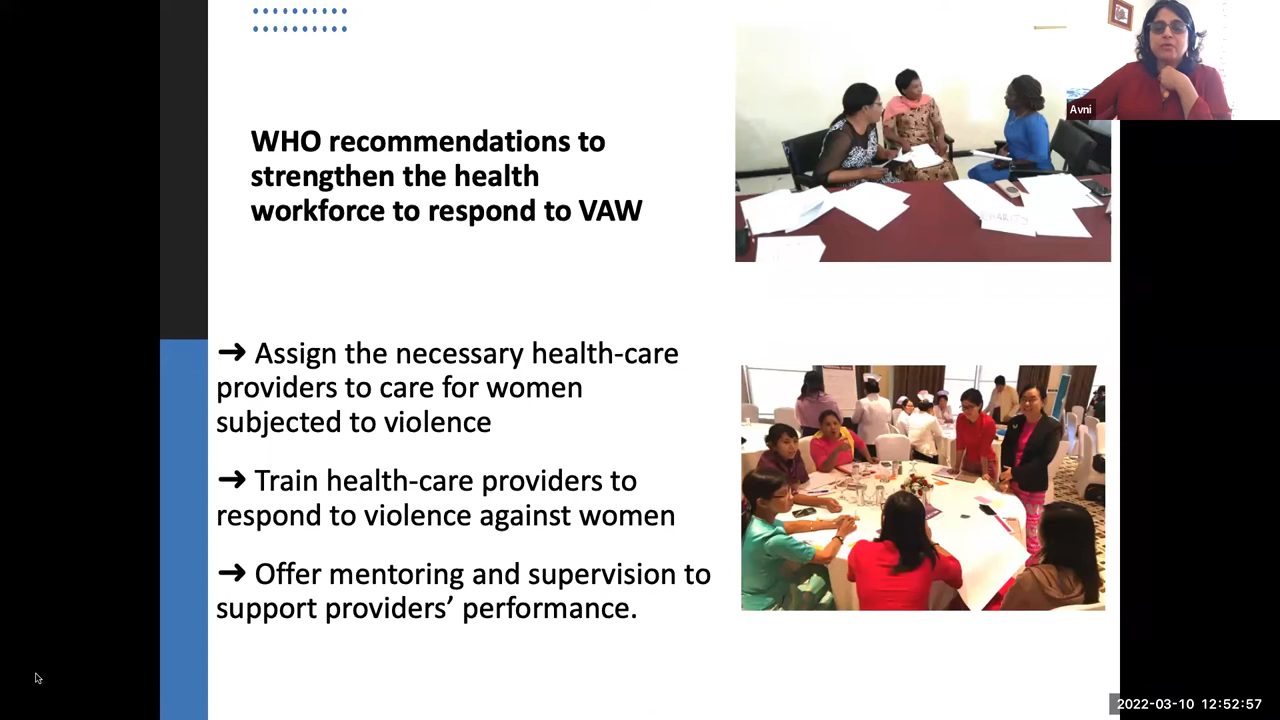 WHO recommendations to
strengthen the health
workforce to respond to VAW
➜ Assign the necessary health-care
providers to care for women
subjected to violence
➜ Train health-care providers to
respond to violence against women
➜ Offer mentoring and supervision to
support providers’ performance.
Avni
CHARITY
2022-03-10 12:52:57